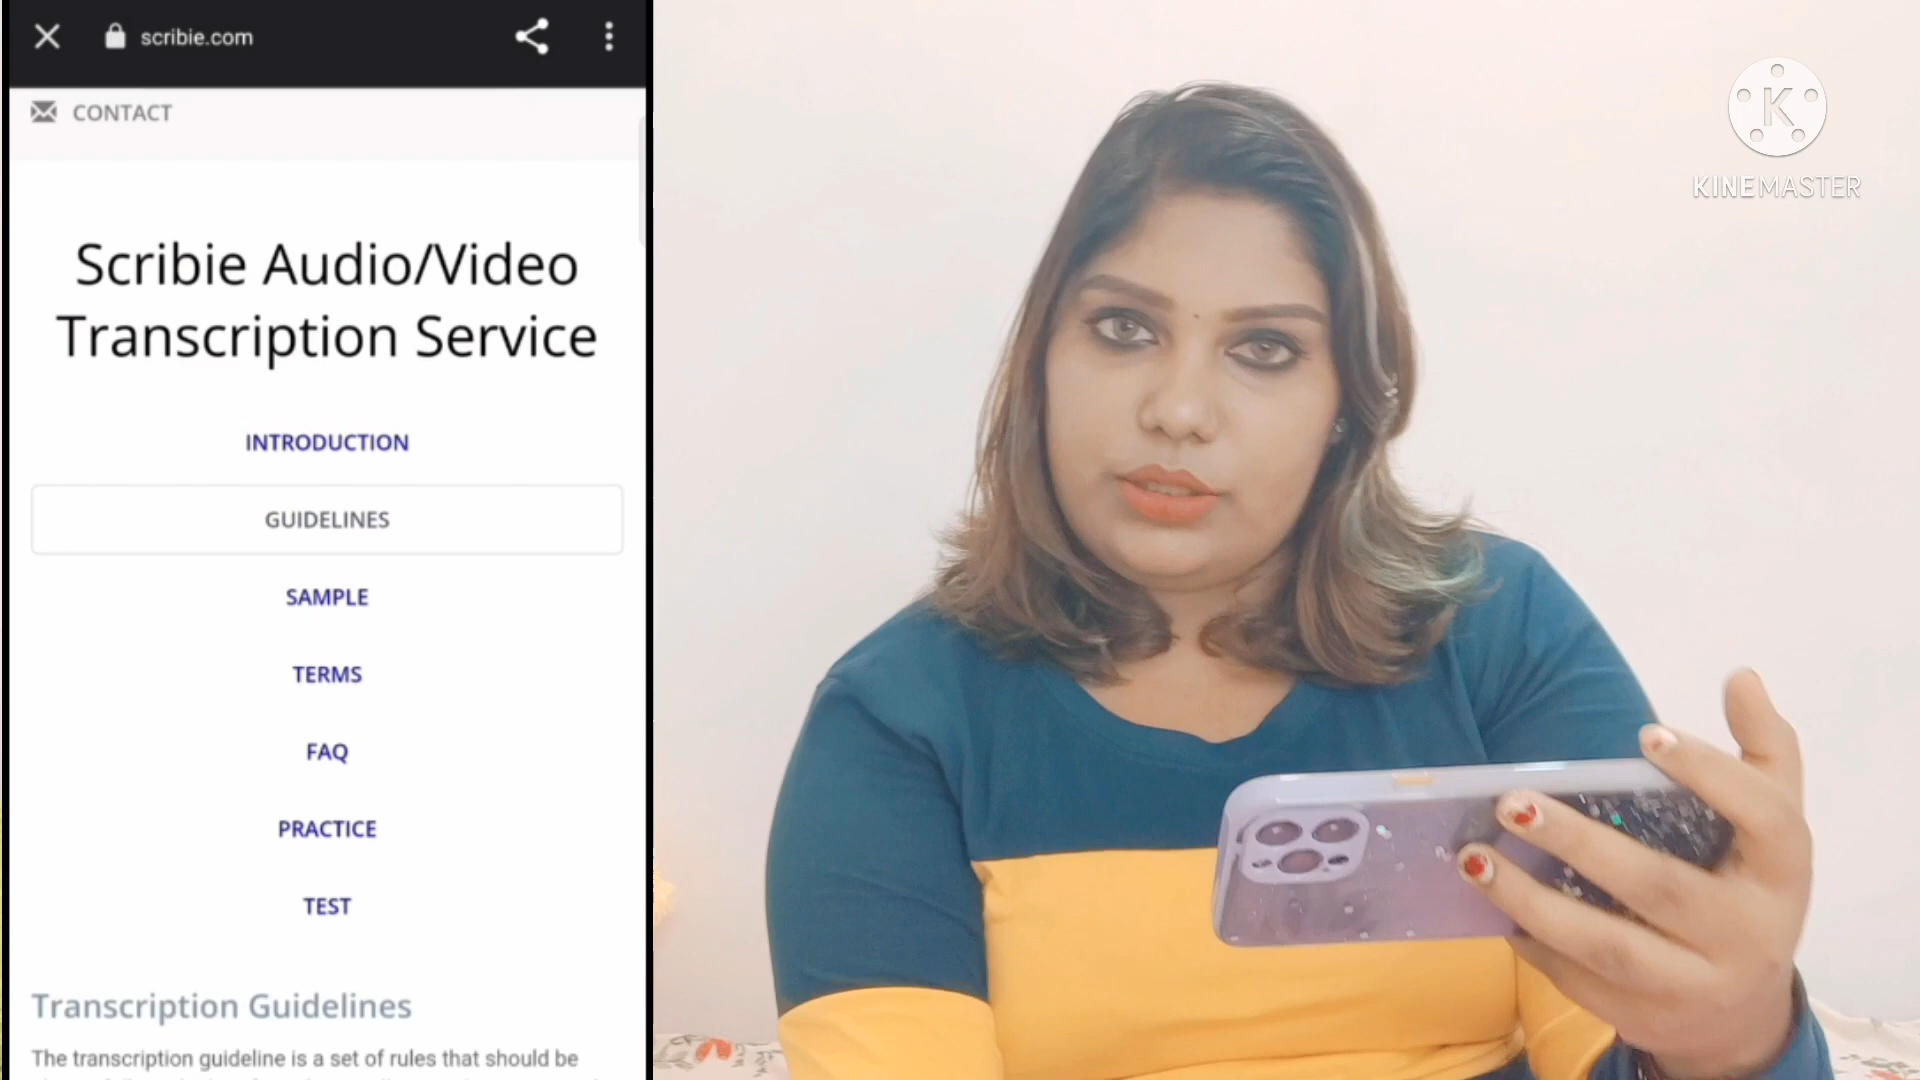 scribie.com
CONTACT
Scribie Audio/Video
Transcription Service
INTRODUCTION
GUIDELINES
SAMPLE
TERMS
FAQ
PRACTICE
TEST
Transcription Guidelines
The transcription guideline is a set of rules that should be
K
KINEMASTER